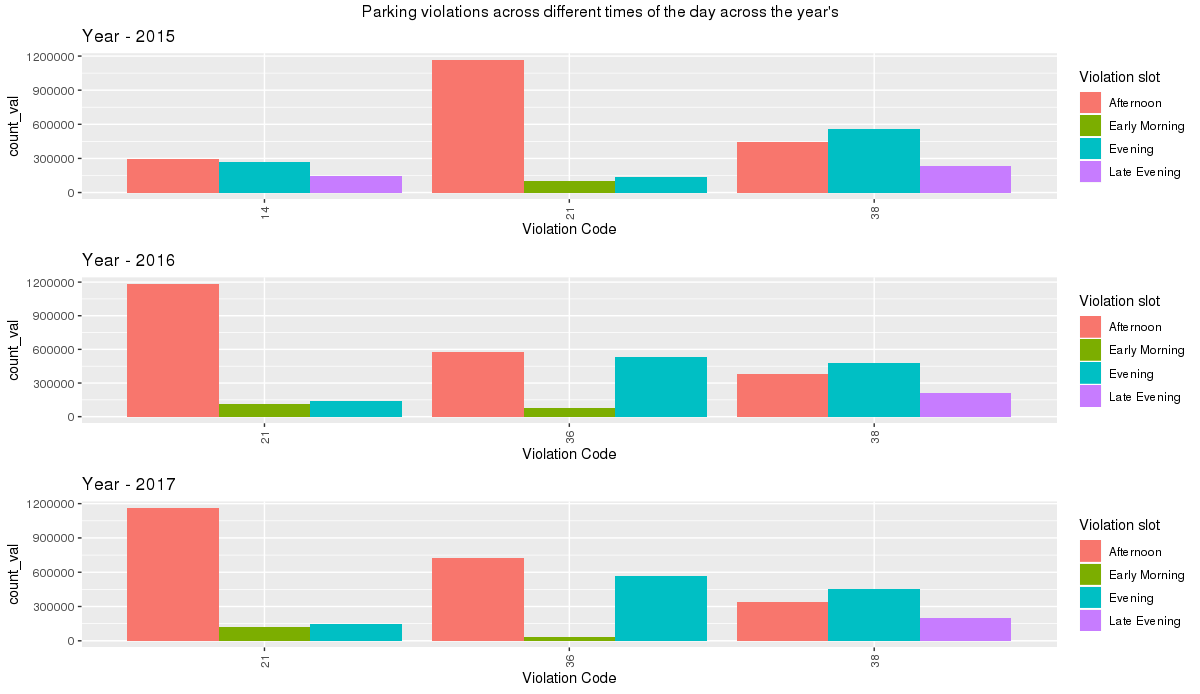 Parking violations across different times of the day across the year's
Year - 2015
1200000
900000
600000
300000
0
count_val
14
21
38
Violation Code
Violation slot
Afternoon
Early Morning
Evening
Late Evening
Year - 2016
1200000
900000
600000
300000
0
count_val
21
36
38
Violation Code
Violation slot
Afternoon
Early Morning
Evening
Late Evening
Year - 2017
1200000
900000
600000
300000
0
count_val
21
36
38
Violation Code
Violation slot
Afternoon
Early Morning
Evening
Late Evening